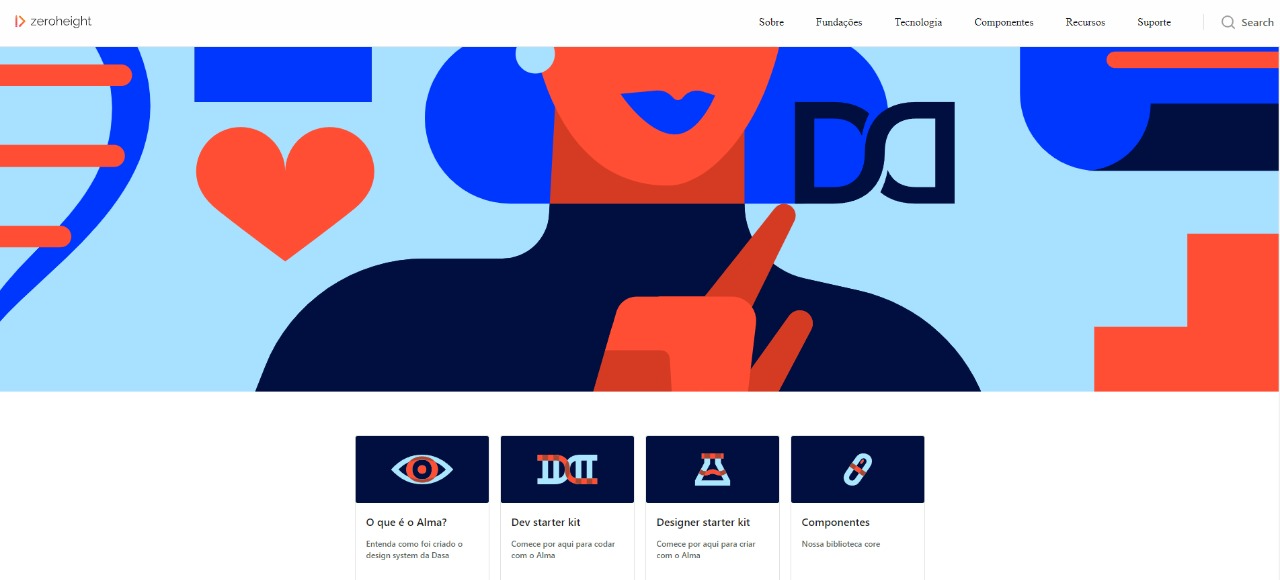 zeroheight
Sobre
Fundações
Tecnologia
Componentes
Recursos
Suporte
Search
O que é o Alma?
Entenda como foi criado o
design system da Dasa
Dev starter kit
Comece por aqui para codar
com o Alma
Designer starter kit
Comece por aqui para criar
com o Alma
Componentes
Nossa biblioteca core